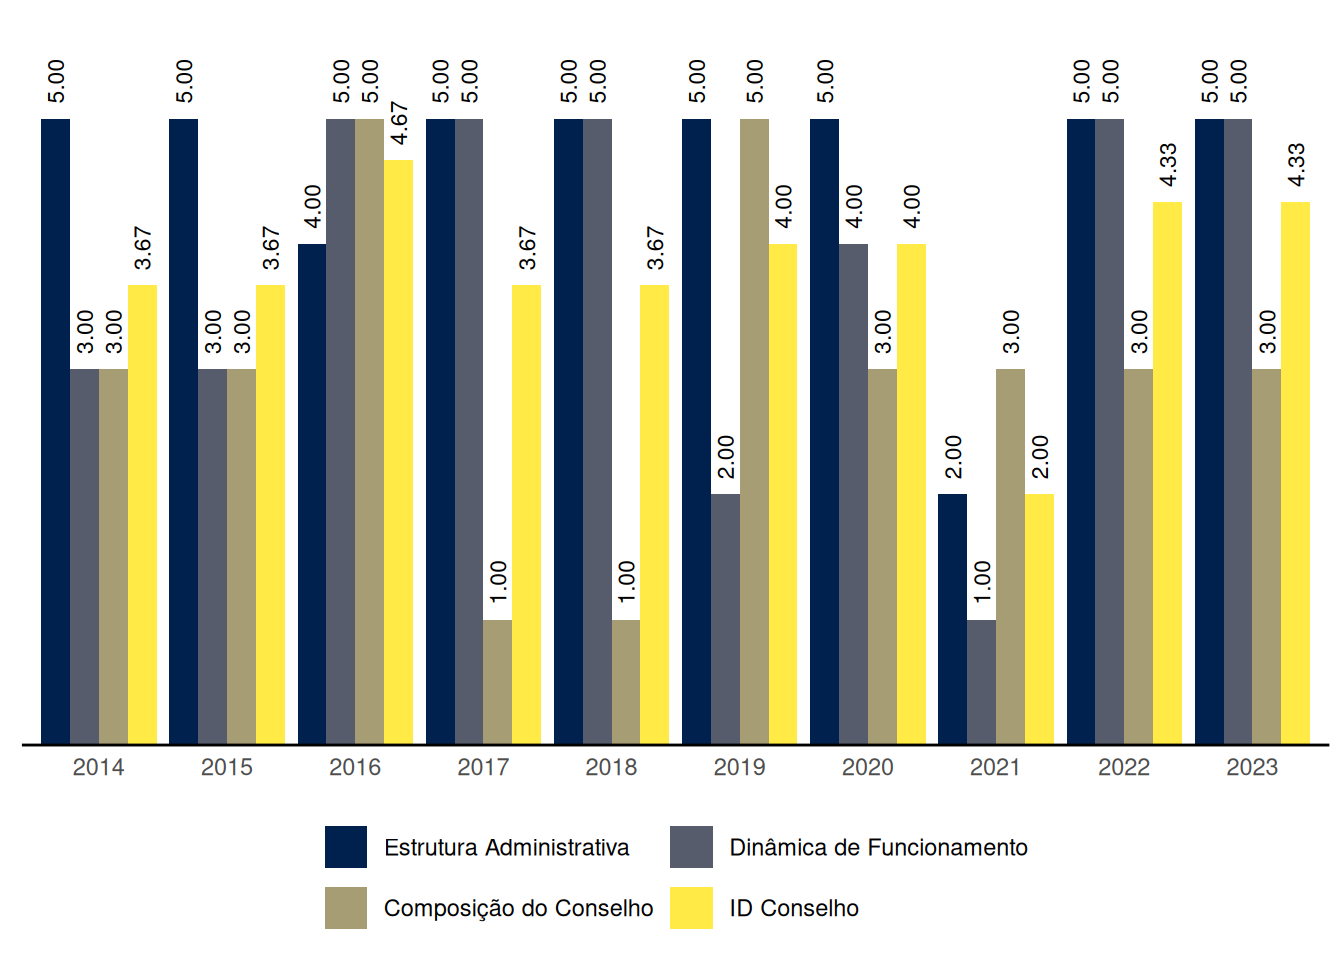 5.00 3.00 3.00 3.67
5.00 3.00 3.00 3.67
4.00 5.00 5.00 4.67
5.00 5.00 1.00 3.67
5.00 5.00 1.00 3.67
5.00 2.00 5.00 4.00
5.00 4.00 3.00 4.00
2.00 1.00 3.00 2.00
5.00 5.00 3.00 4.33
5.00 5.00 3.00 4.33
2014 2015 2016 2017 2018 2019 2020 2021 2022 2023
Estrutura Administrativa Dinâmica de Funcionamento
Composição do Conselho ID Conselho